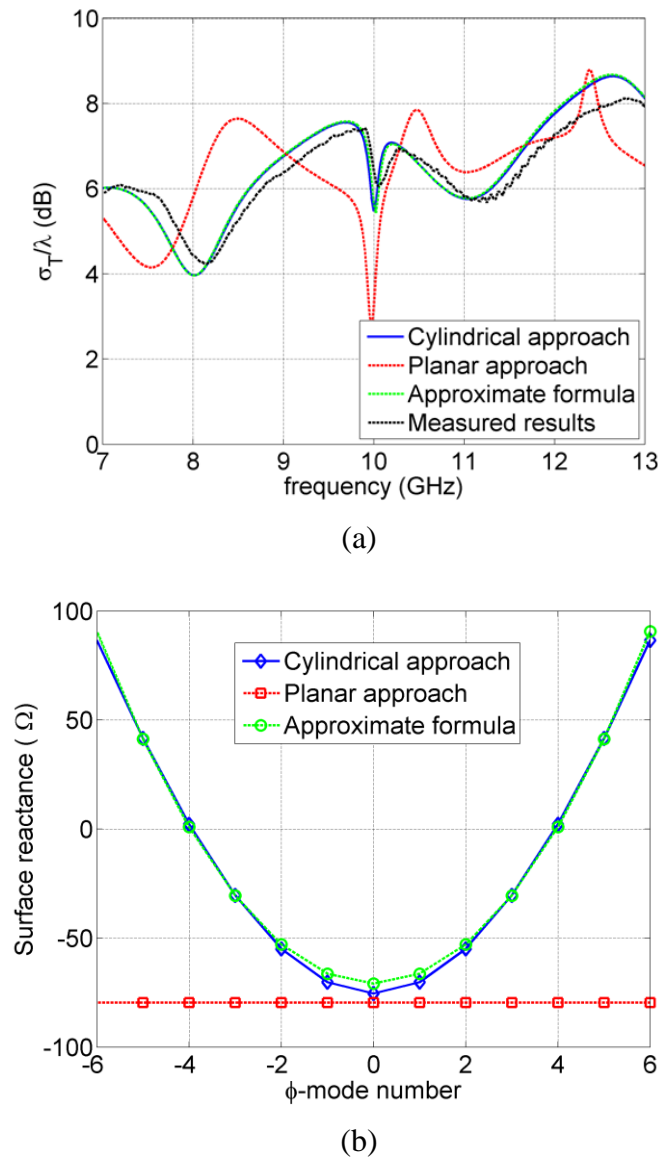 10
8
6
4
2
0
σT/λ (dB)
Cylindrical approach
Planar approach
Approximate formula
Measured results
7 8 9 10 11 12 13
frequency (GHz)
(a)
100
50
0
-50
-100
Surface reactance ( Ω)
Cylindrical approach
Planar approach
Approximate formula
-6 -4 -2 0 2 4 6
ϕ-mode number
(b)